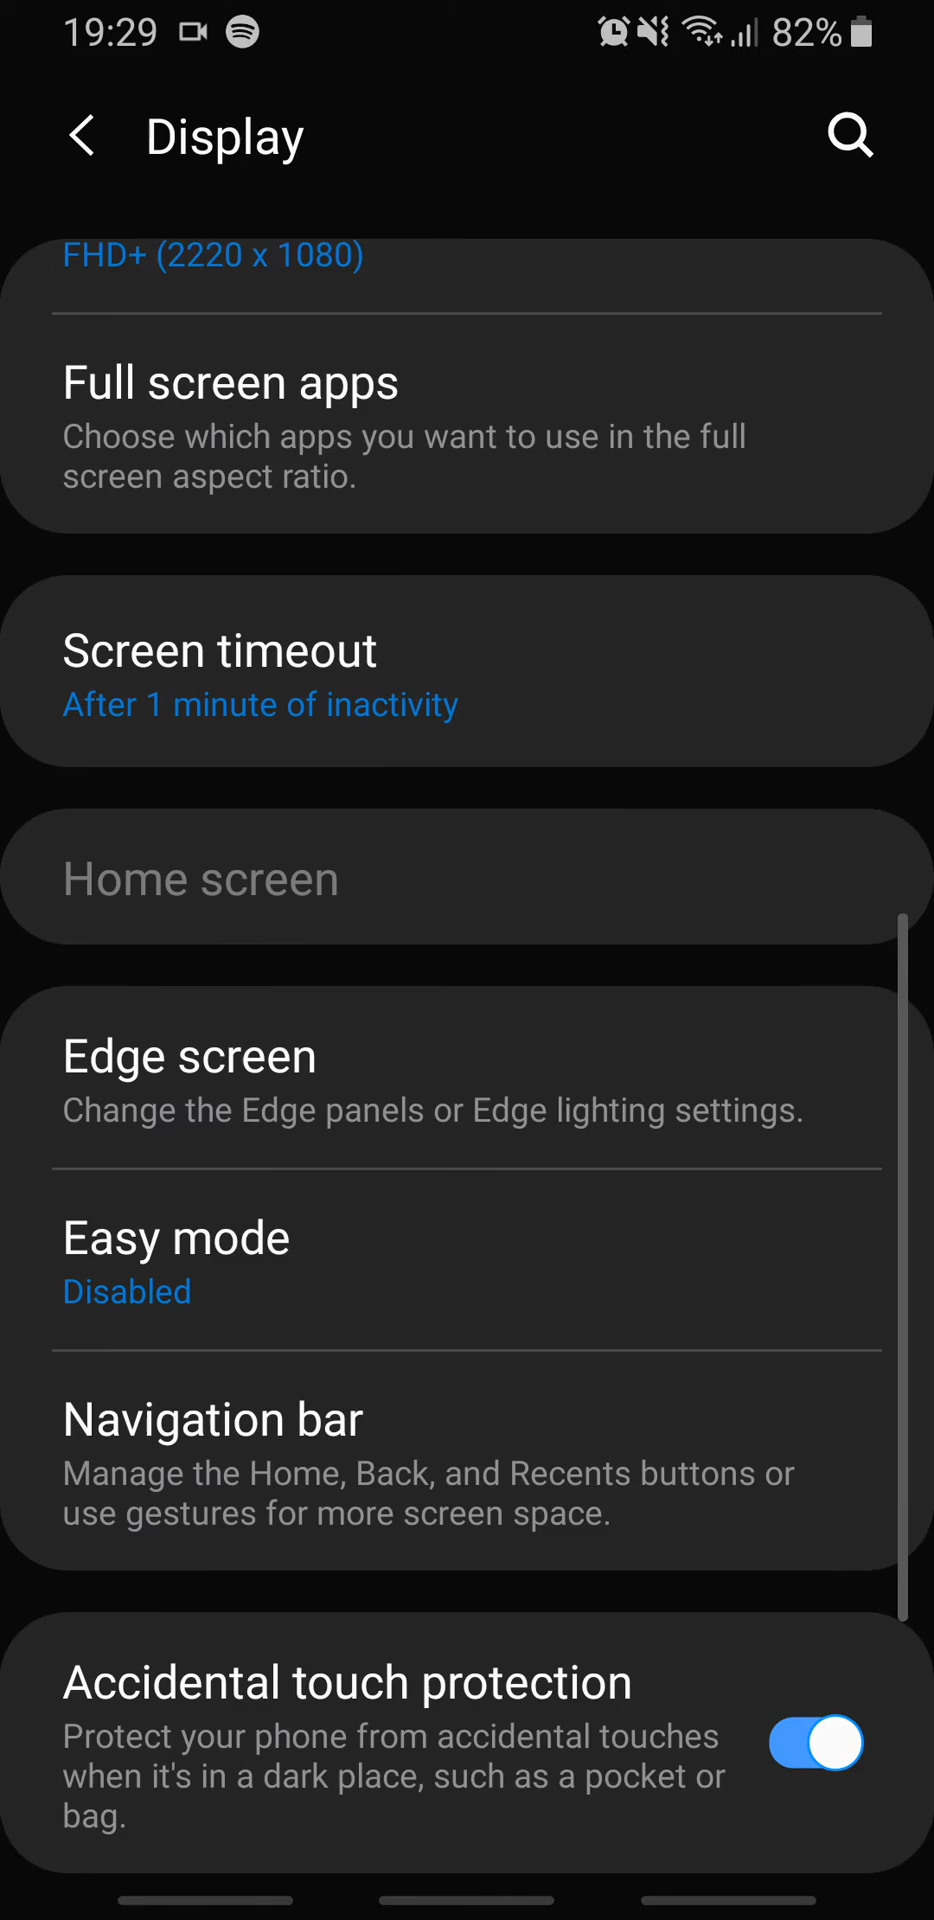 19:29 82%
Display
FHD+ (2220 x 1080)
Full screen apps
Choose which apps you want to use in the full
screen aspect ratio.
Screen timeout
After 1 minute of inactivity
Home screen
Edge screen
Change the Edge panels or Edge lighting settings.
Easy mode
Disabled
Navigation bar
Manage the Home, Back, and Recents buttons or
use gestures for more screen space.
Accidental touch protection
Protect your phone from accidental touches
when it's in a dark place, such as a pocket or
bag.